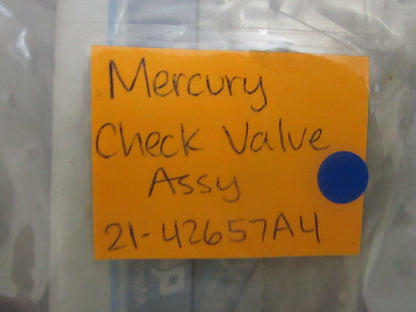 Mercury
Check Valve
Assy
21-42657A4